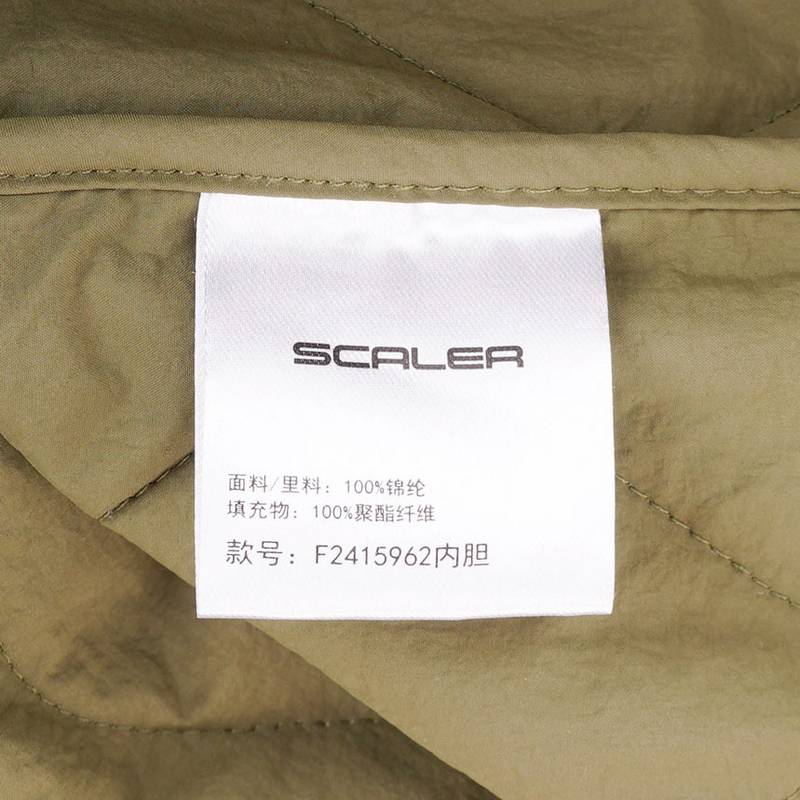 SCALER
面料/里料: 100%锦纶
填充物: 100%聚酯纤维
款号: F2415962内胆